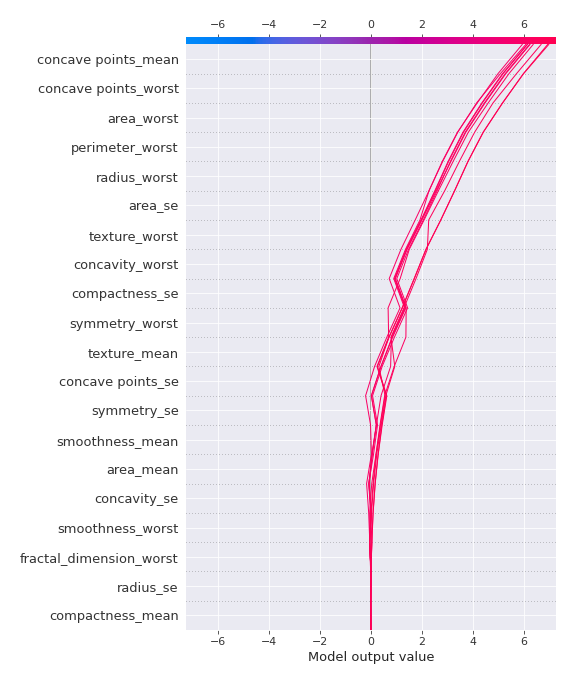 −6 −4 −2 0 2 4 6
concave points_mean
concave points_worst
area_worst
perimeter_worst
radius_worst
area_se
texture_worst
concavity_worst
compactness_se
symmetry_worst
texture_mean
concave points_se
symmetry_se
smoothness_mean
area_mean
concavity_se
smoothness_worst
fractal_dimension_worst
radius_se
compactness_mean
−6 −4 −2 0 2 4 6
Model output value